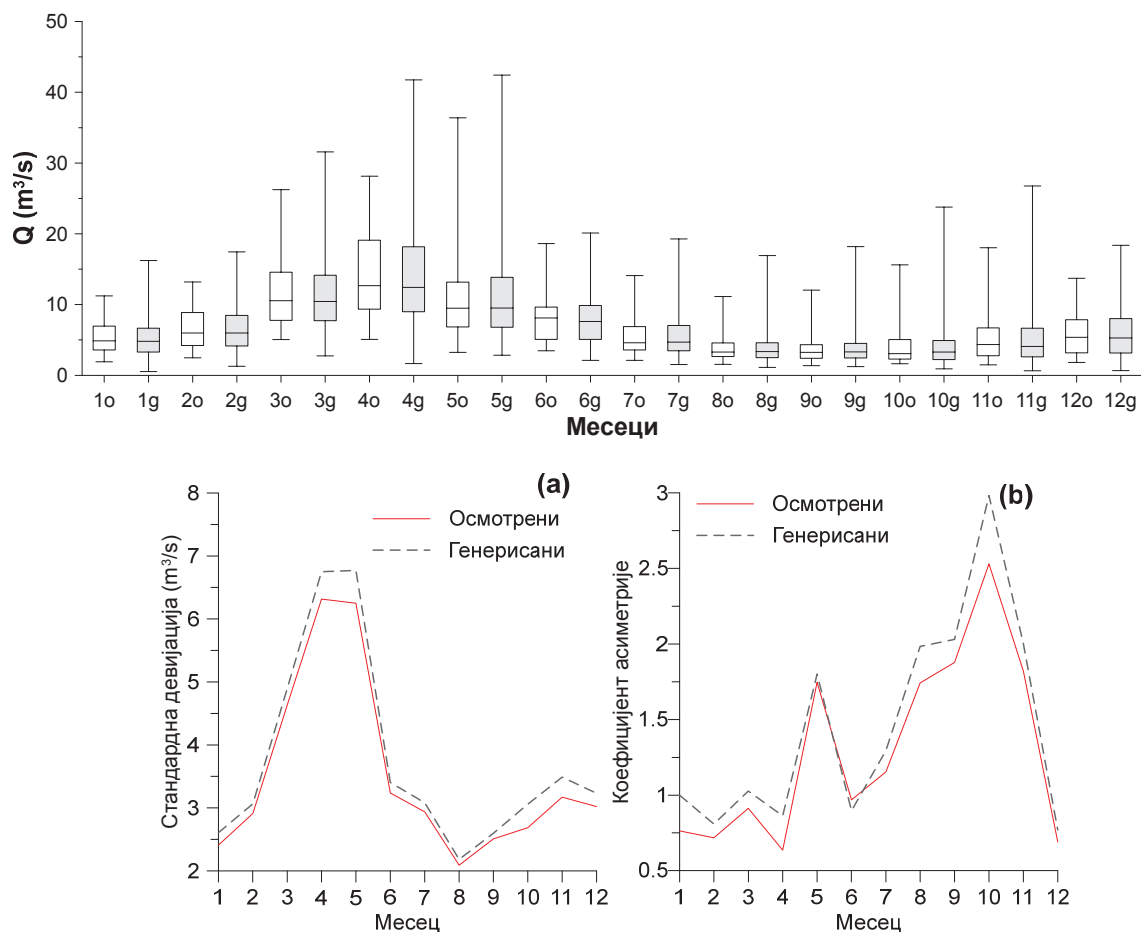 50
40
30
20
10
0
Q (m³/s)
1o 1g 2o 2g 3o 3g 4o 4g 5o 5g 6o 6g 7o 7g 8o 8g 9o 9g 10o 10g 11o 11g 12o 12g
Месеци
(a)
8
7
6
5
4
3
2
Стандардна девијација (m³/s)
Осмотрени
Генерисани
1 2 3 4 5 6 7 8 9 10 11 12
Месец
(b)
3
2.5
2
1.5
1
0.5
Коефицијент асиметрије
Осмотрени
Генерисани
1 2 3 4 5 6 7 8 9 10 11 12
Месец